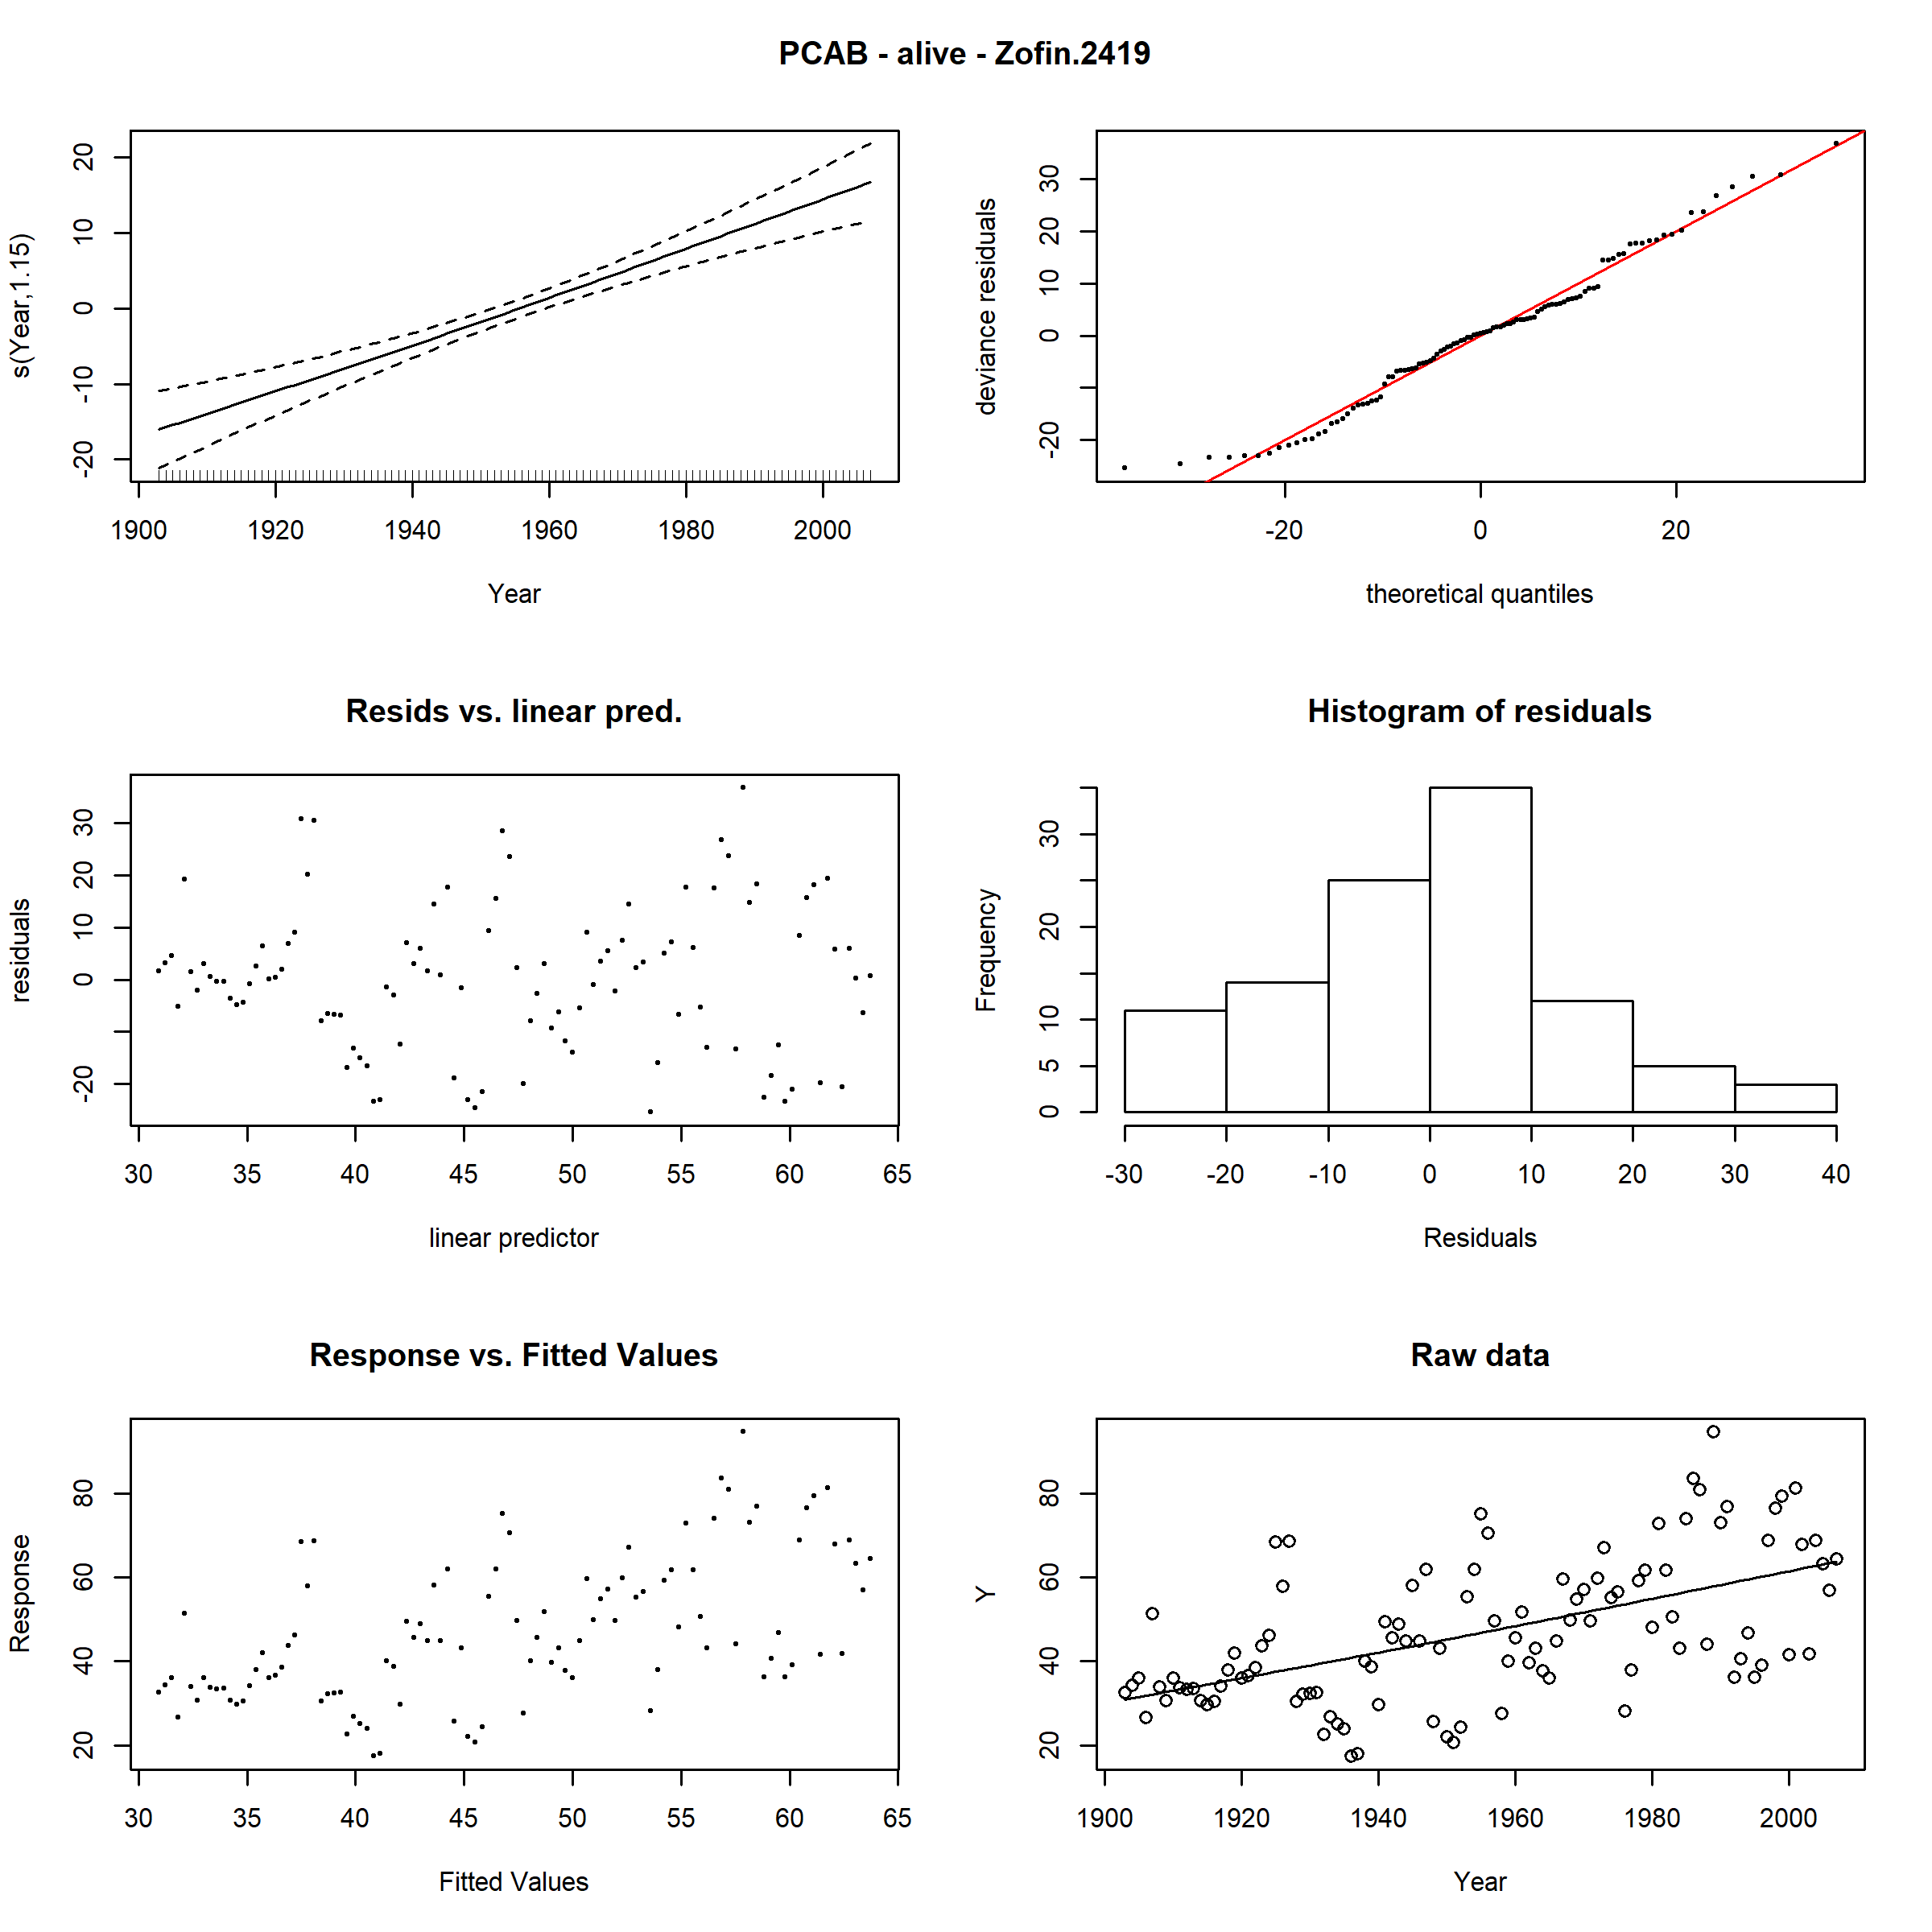 PCAB - alive - Zofin.2419
s(Year,1.15)
20
10
0
-10
-20
1900 1920 1940 1960 1980 2000
Year
deviance residuals
30
20
10
0
-20
-20 0 20
theoretical quantiles
Resids vs. linear pred.
residuals
30
20
10
0
-20
30 35 40 45 50 55 60 65
linear predictor
Histogram of residuals
Frequency
30
20
10
5
0
-30 -20 -10 0 10 20 30 40
Residuals
Response vs. Fitted Values
Response
80
60
40
20
30 35 40 45 50 55 60 65
Fitted Values
Raw data
Y
80
60
40
20
1900 1920 1940 1960 1980 2000
Year